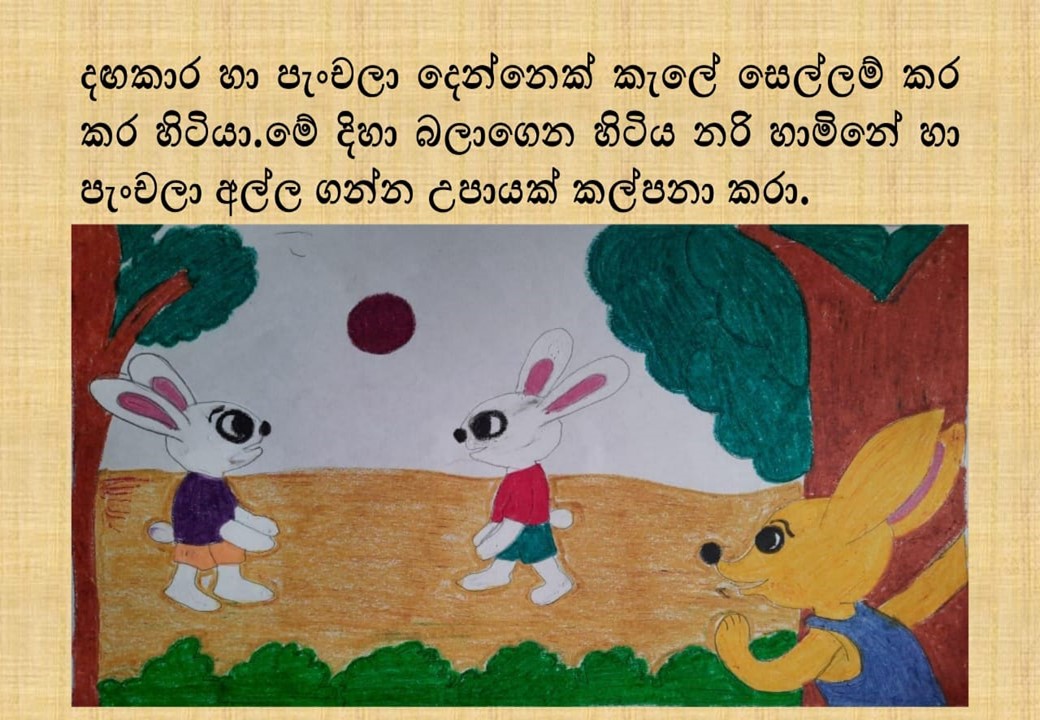 දඟකාර හා පැංචලා දෙන්නෙක් කැලේ සෙල්ලම් කර
කර හිටියා.මේ දිහා බලාගෙන හිටිය නරි හාමිනේ හා
පැංචලා අල්ල ගන්න උපායක් කල්පනා කරා.